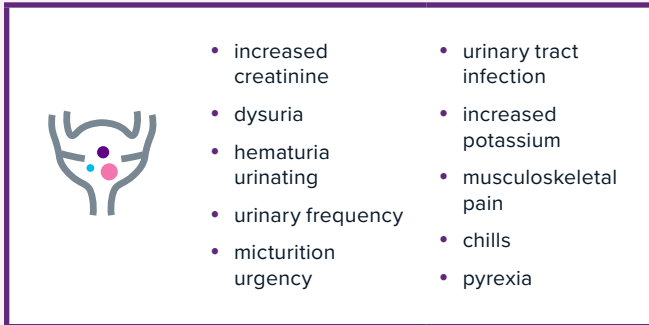 increased
creatinine
dysuria
hematuria
urinating
urinary frequency
micturition
urgency
urinary tract
infection
increased
potassium
musculoskeletal
pain
chills
pyrexia